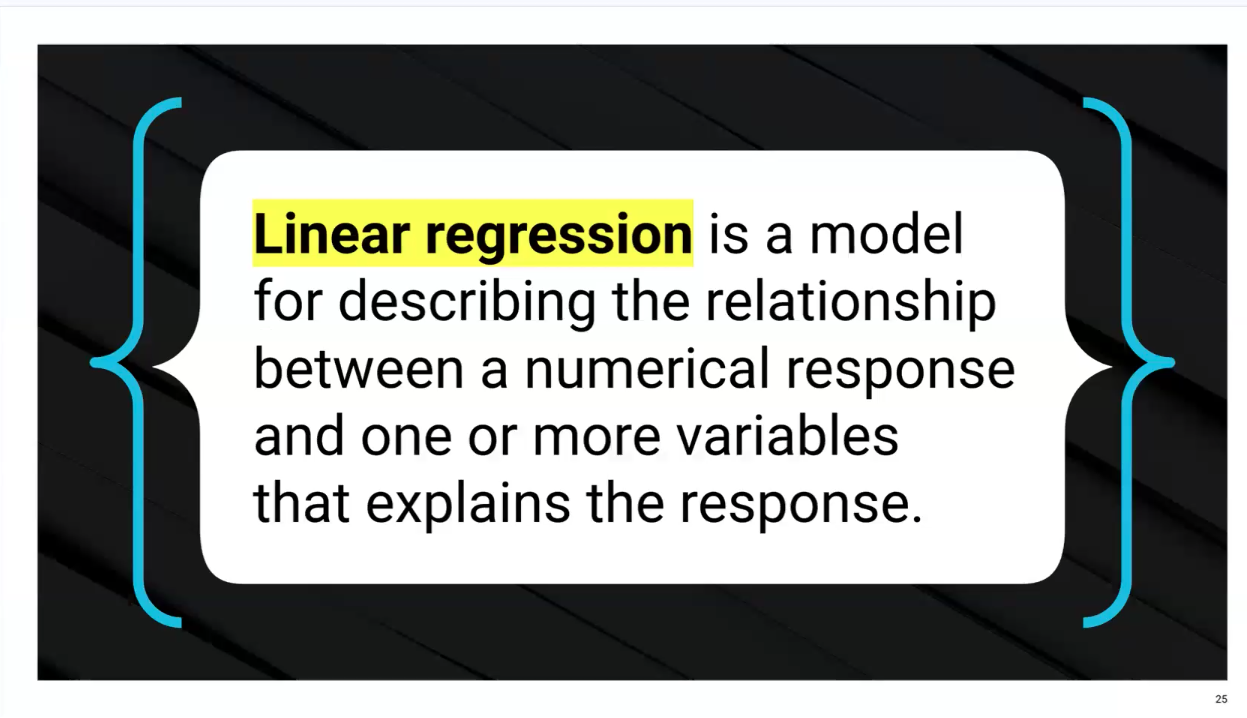 Linear regression is a model
for describing the relationship
between a numerical response
and one or more variables
that explains the response.
25